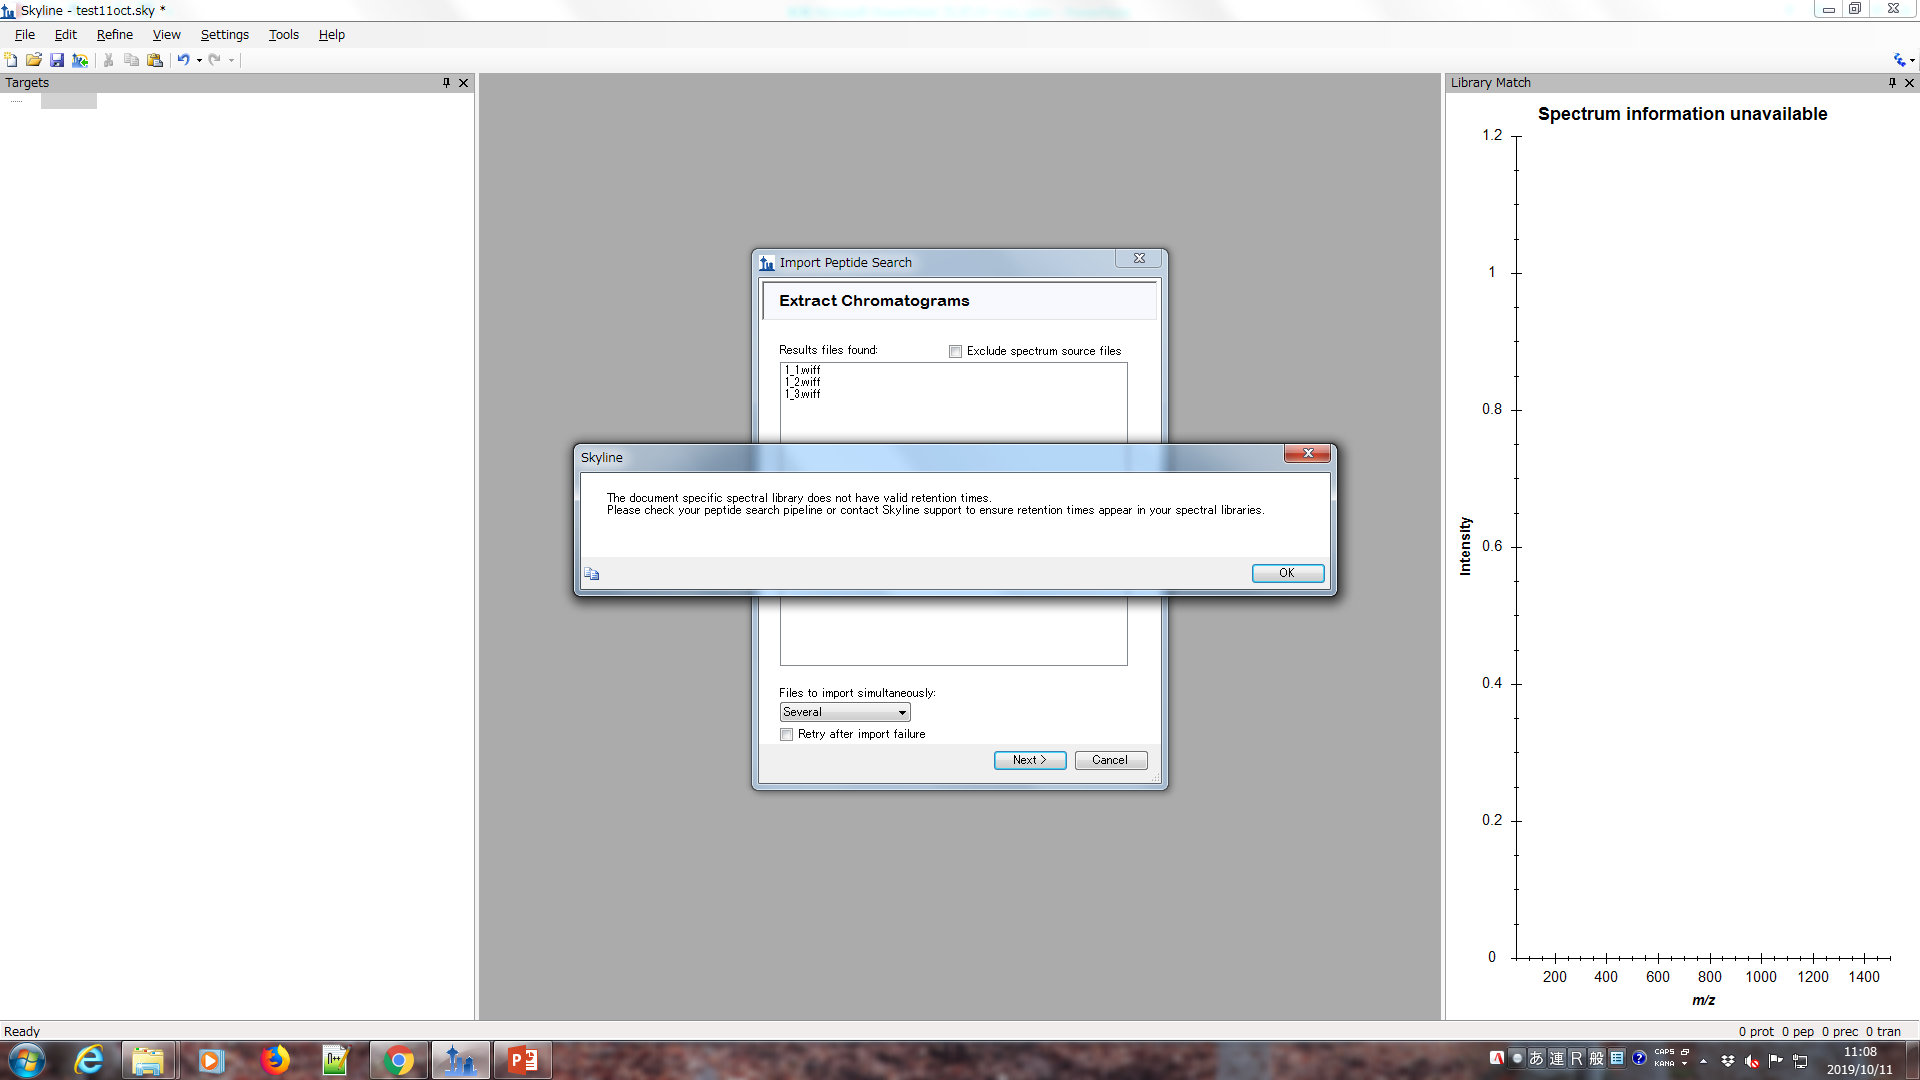 Skyline - test11oct.sky *
File Edit Refine View Settings Tools Help
Targets
Library Match
Spectrum information unavailable
1.2
1
0.8
0.6
0.4
0.2
0
Intensity
200 400 600 800 1000 1200 1400
m/z
Import Peptide Search
Extract Chromatograms
Results files found:
Exclude spectrum source files
1_1.wiff
1_2.wiff
1_3.wiff
Skyline
The document specific spectral library does not have valid retention times.
Please check your peptide search pipeline or contact Skyline support to ensure retention times appear in your spectral libraries.
OK
Files to import simultaneously:
Several
Retry after import failure
Next >
Cancel
Ready
0 prot 0 pep 0 prec 0 tran
A あ 連 R 般
CAPS
KANA
11:08
2019/10/11